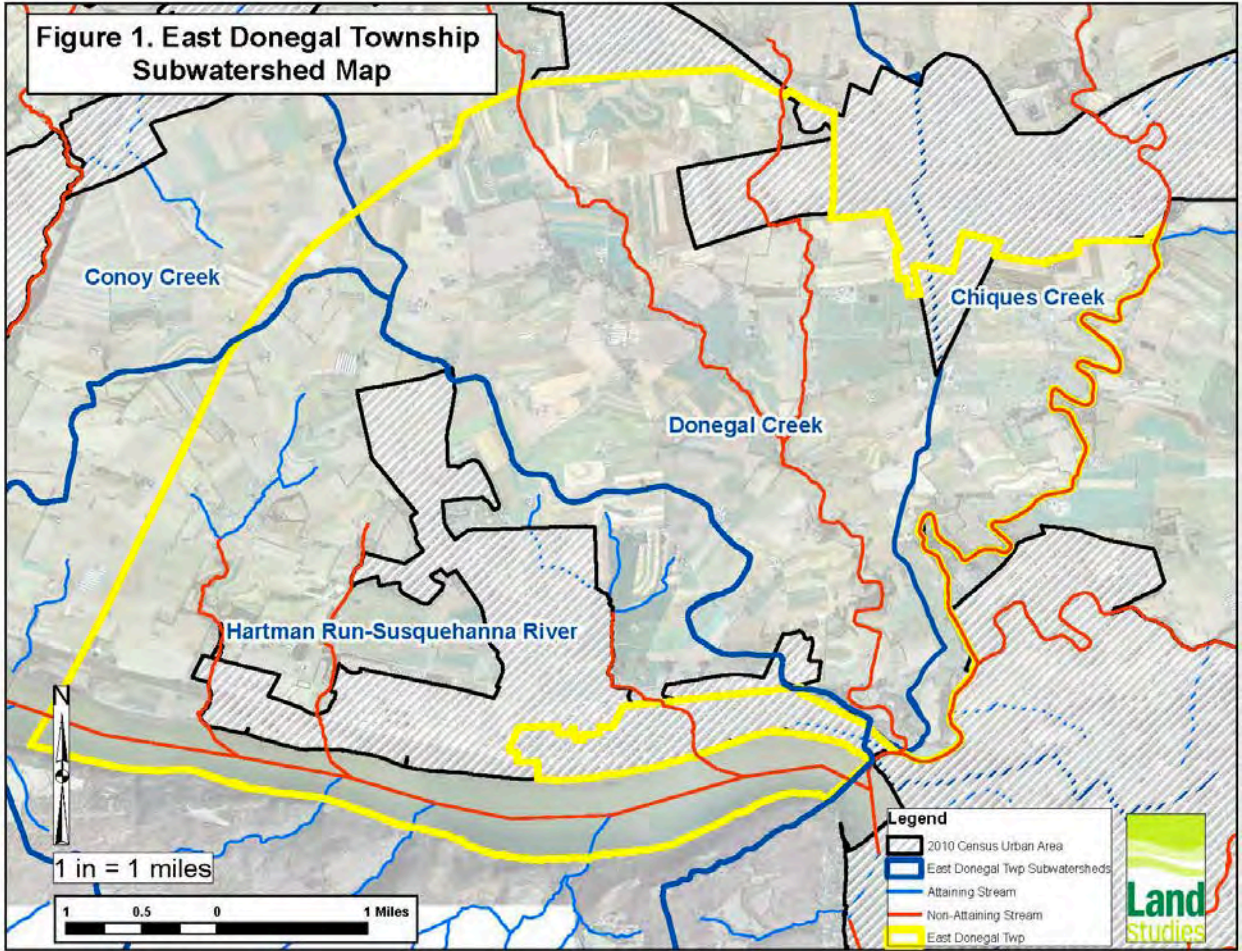 Figure 1. East Donegal Township
Subwatershed Map
Conoy Creek
Chiques Creek
Donegal Creek
Hartman Run-Susquehanna River
N
1 in = 1 miles
1 0.5 0 1 Miles
Legend
2010 Census Urban Area
East Donegal Twp Subwatersheds
Attaining Stream
Non-Attaining Stream
East Donegal Twp
Land
Studies